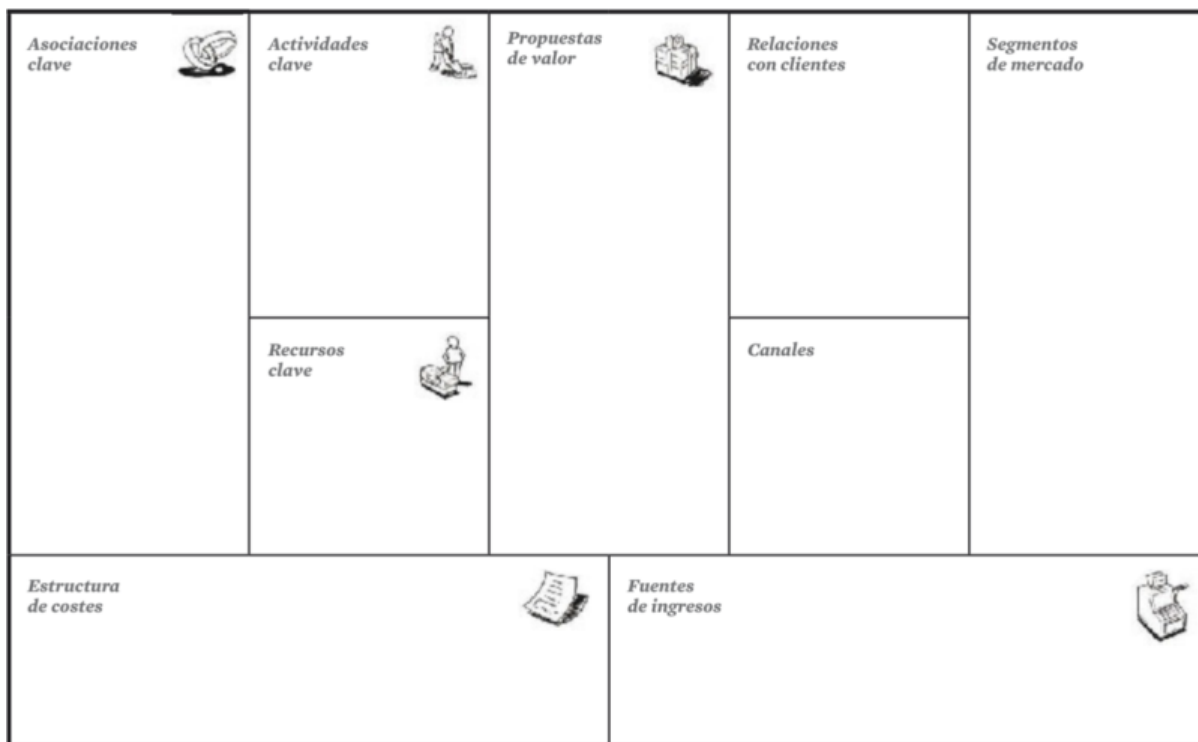 Asociaciones
clave
Actividades
clave
Propuestas
de valor
Relaciones
con clientes
Segmentos
de mercado
Recursos
clave
Canales
Estructura
de costes
Fuentes
de ingresos